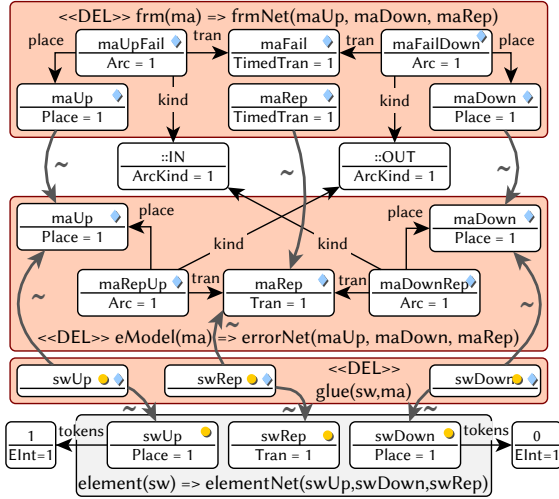 <<DEL>> frm(ma) => frmNet(maUp, maDown, maRep)
place tran tran place
maUpFail maFail maFailDown
Arc = 1 TimedTran = 1 Arc = 1
maUp kind maRep kind maDown
Place = 1 TimedTran = 1 Place = 1
~ ::IN ~ ::OUT ~
ArcKind = 1 ArcKind = 1
maUp place place maDown
Place = 1 Place = 1
kind kind
maRepUp tran maRep tran maDownRep
Arc = 1 Tran = 1 Arc = 1
~ ~ ~
<<DEL>> eModel(ma) => errorNet(maUp, maDown, maRep)
<<DEL>>
swUp swRep swDown
glue(sw,ma)
~ ~ ~ ~
1 tokens swUp swRep swDown tokens 0
EInt=1 Place = 1 Tran = 1 Place = 1 EInt=1
element(sw) => elementNet(swUp,swDown,swRep)